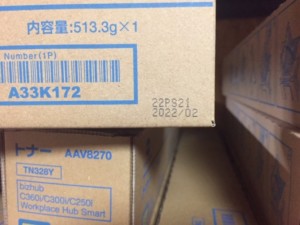 内容量:513.3g×1
Number(1P)
A33K172
22PS21
2022/02
トナー AAV8270
TN328Y
bizhub
C360i/C300i/C250i
Workplace Hub Smart